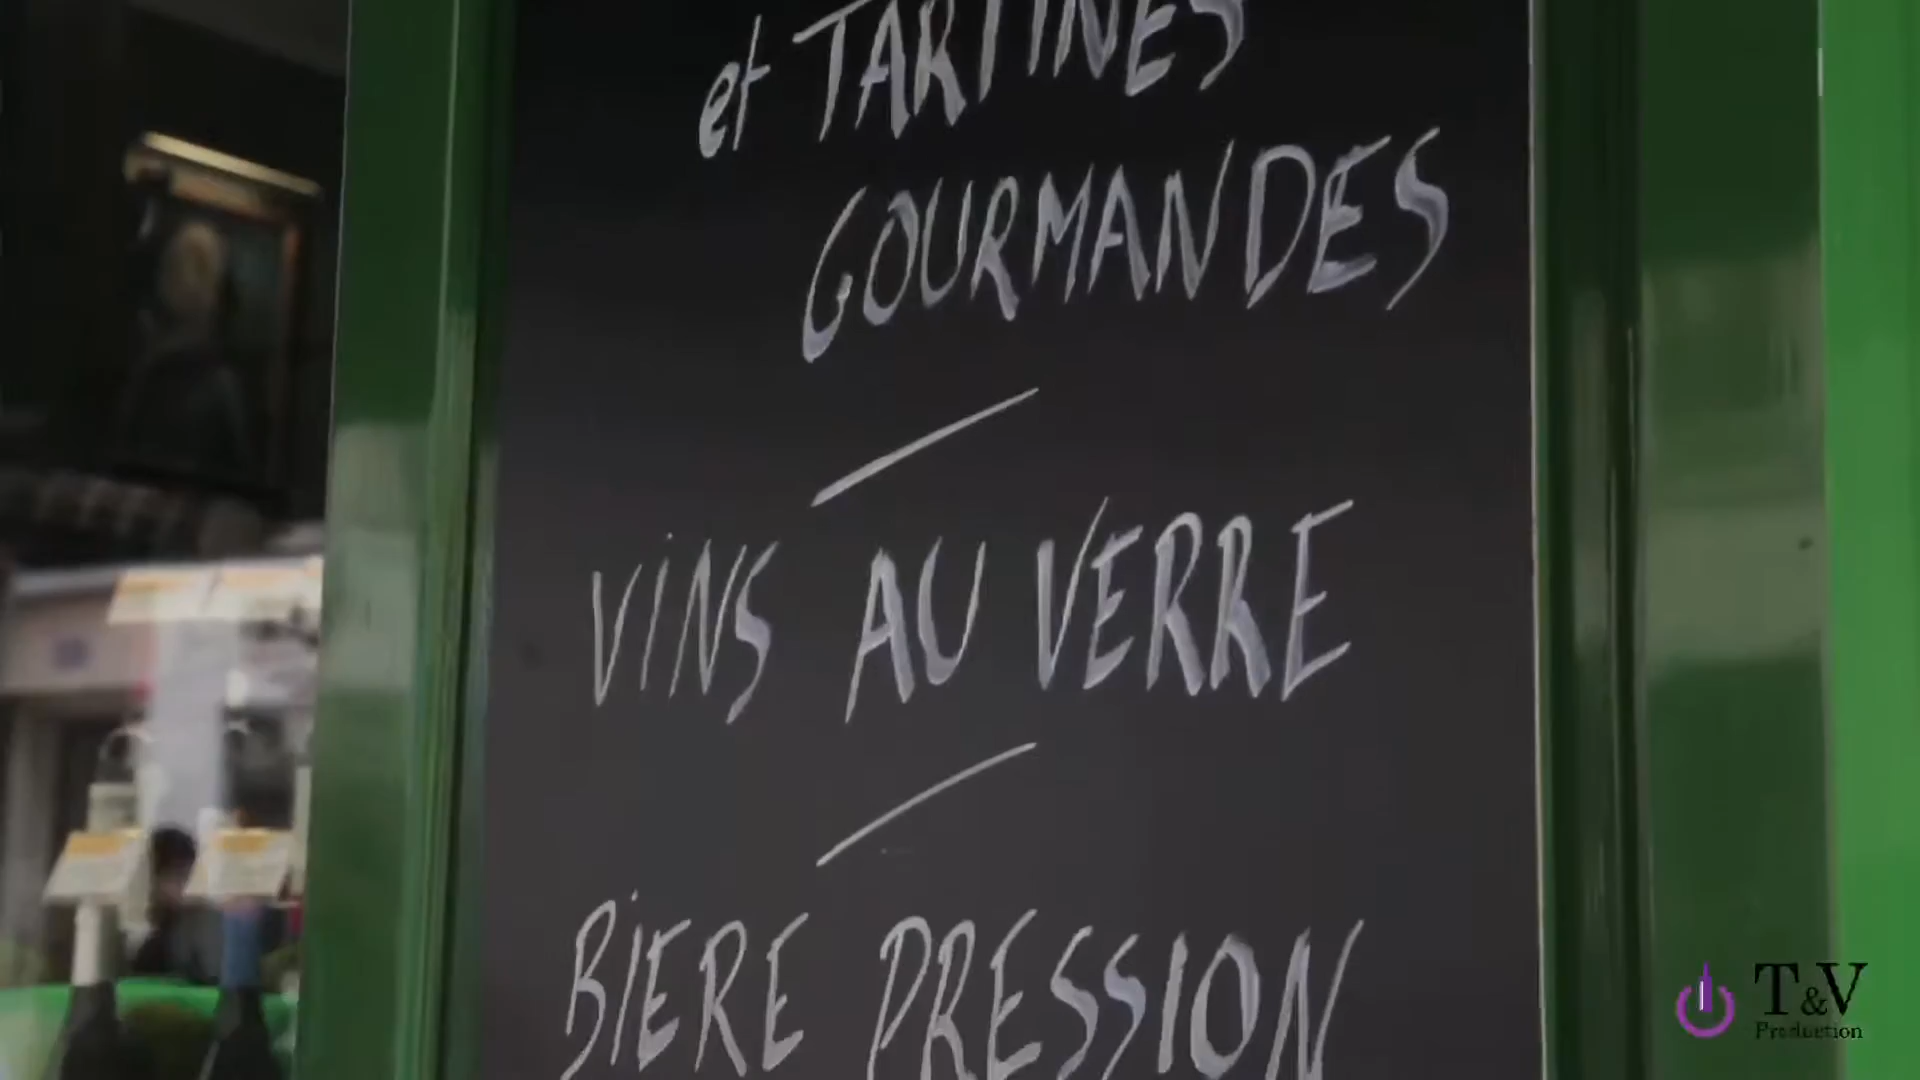 et TARTINES
GOURMANDES
VINS AU VERRE
BIERE PRESSION
T&V
Production